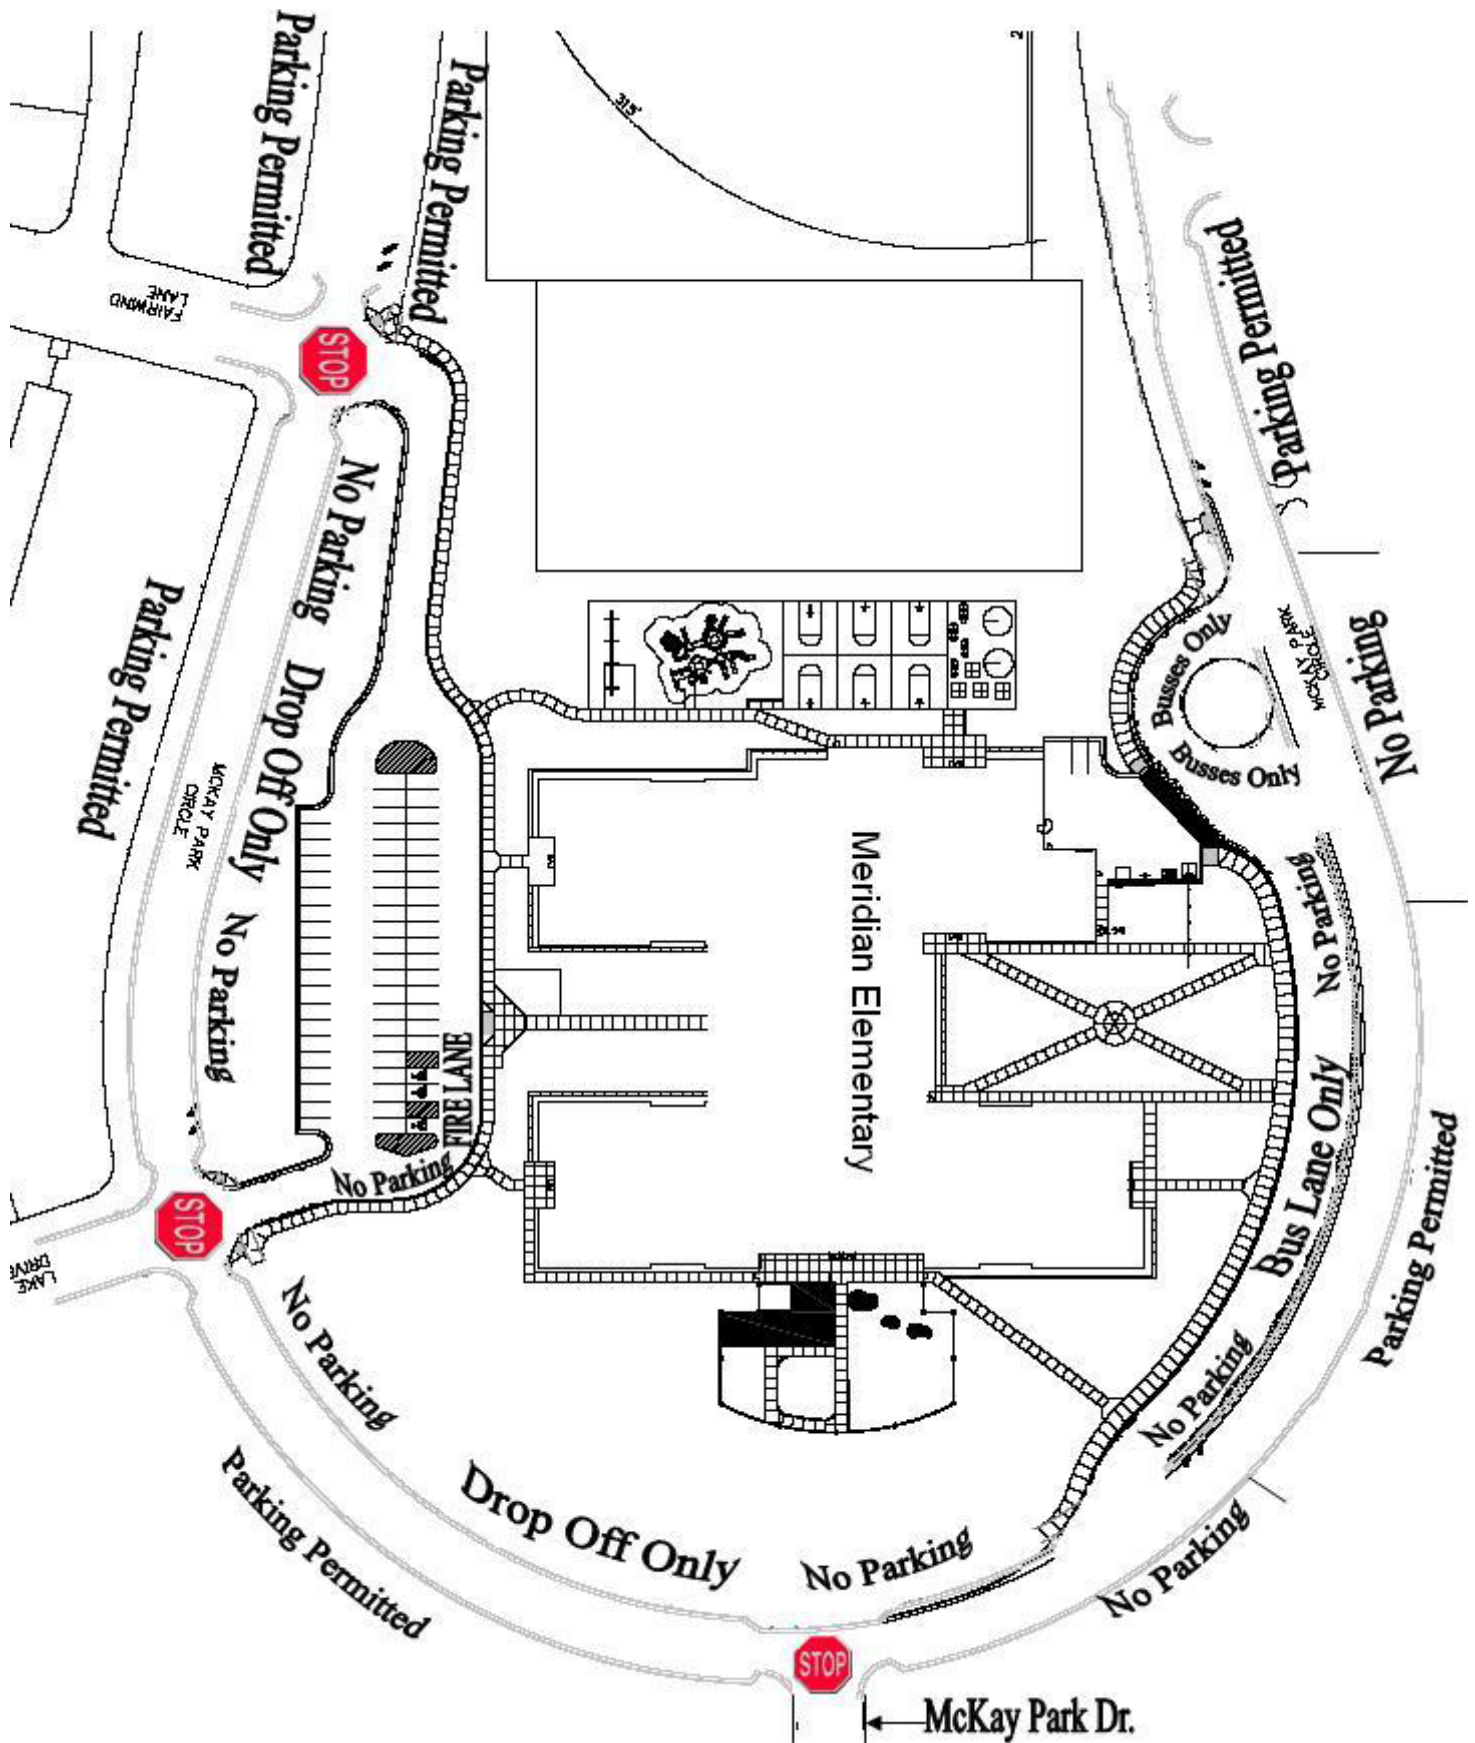 Parking Permitted
Parking Permitted
315'
2
Parking Permitted
Parking Permitted
FAIRWIND
LANE
STOP
No Parking
Drop Off Only
No Parking
Parking Permitted
MCKAY PARK
CIRCLE
Busses Only
Busses Only
MCKAY PARK
CIRCLE
No Parking
No Parking
Meridian Elementary
FIRE LANE
No Parking
Bus Lane Only
No Parking
Parking Permitted
STOP
LAKE
DRIVE
No Parking
Drop Off Only
No Parking
Parking Permitted
No Parking
STOP
McKay Park Dr.